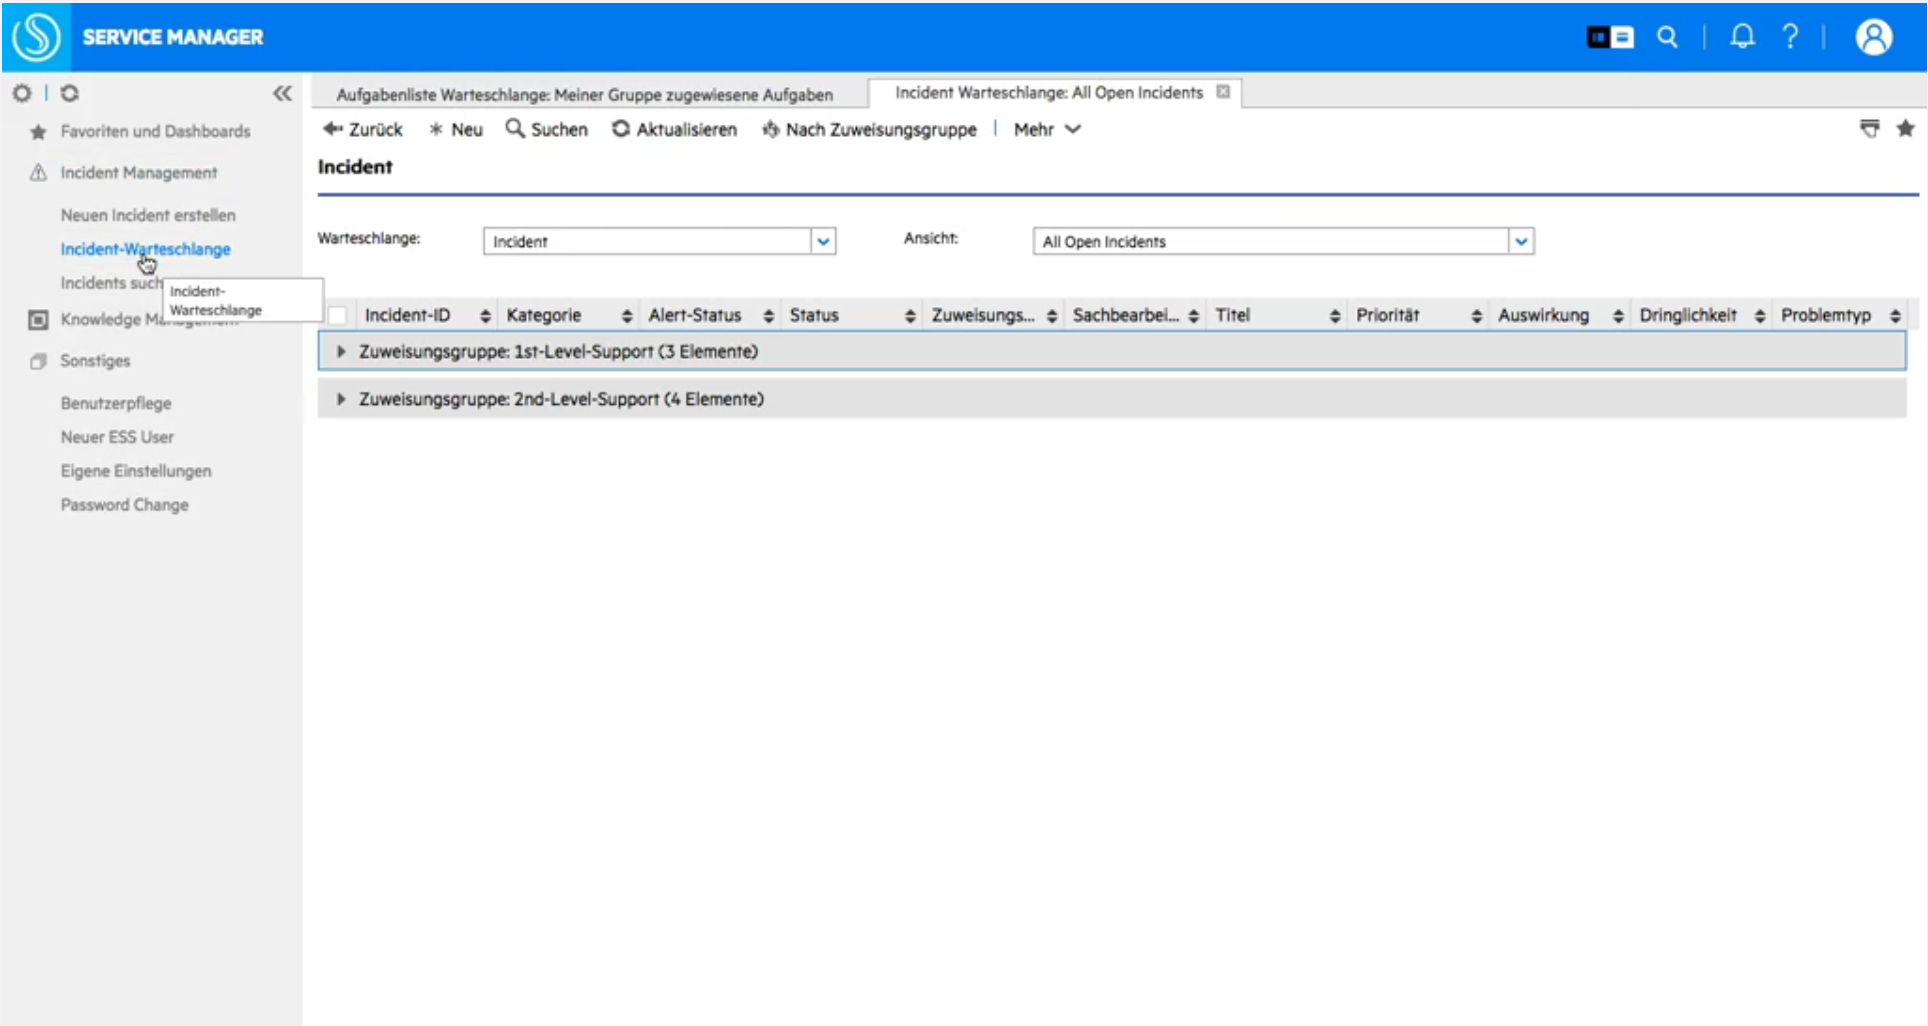 SERVICE MANAGER
Aufgabenliste Warteschlange: Meiner Gruppe zugewiesene Aufgaben
Incident Warteschlange: All Open Incidents
Favoriten und Dashboards
Incident Management
Neuen Incident erstellen
Incident-Warteschlange
Incidents such
Incident-
Warteschlange
Knowledge
Sonstiges
Benutzerpflege
Neuer ESS User
Eigene Einstellungen
Password Change
Zurück Neu Suchen Aktualisieren Nach Zuweisungsgruppe Mehr
Incident
Warteschlange: Incident Ansicht: All Open Incidents
Incident-ID Kategorie Alert-Status Status Zuweisungs... Sachbearbei... Titel Priorität Auswirkung Dringlichkeit Problemtyp
Zuweisungsgruppe: 1st-Level-Support (3 Elemente)
Zuweisungsgruppe: 2nd-Level-Support (4 Elemente)